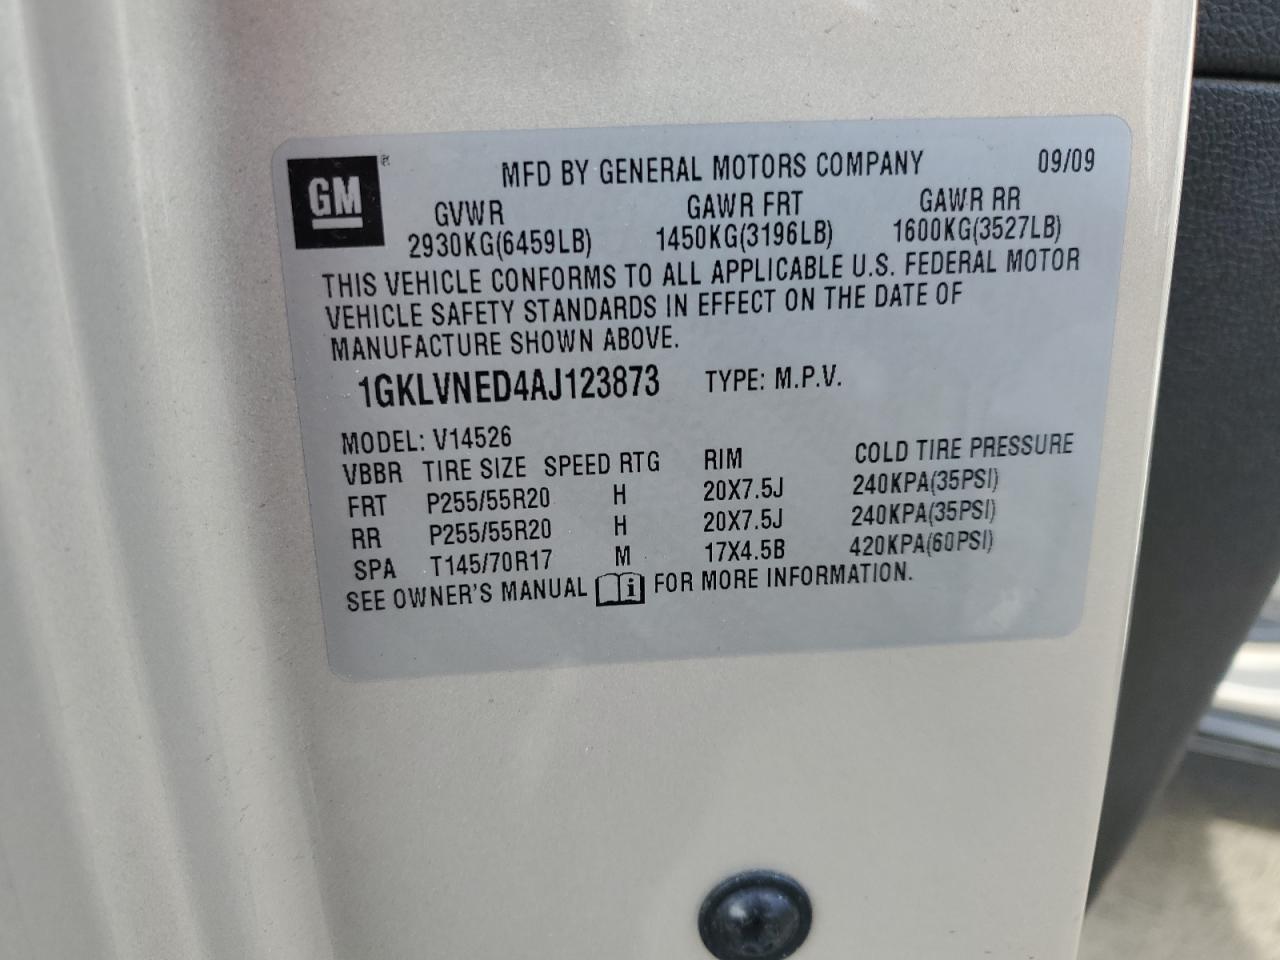 GM ®
MFD BY GENERAL MOTORS COMPANY 09/09
GVWR GAWR FRT GAWR RR
2930KG(6459LB) 1450KG(3196LB) 1600KG(3527LB)
THIS VEHICLE CONFORMS TO ALL APPLICABLE U.S. FEDERAL MOTOR
VEHICLE SAFETY STANDARDS IN EFFECT ON THE DATE OF
MANUFACTURE SHOWN ABOVE.
1GKLVNED4AJ123873 TYPE: M.P.V.
MODEL: V14526
VBBR TIRE SIZE SPEED RTG RIM COLD TIRE PRESSURE
FRT P255/55R20 H 20X7.5J 240KPA(35PSI)
RR P255/55R20 H 20X7.5J 240KPA(35PSI)
SPA T145/70R17 M 17X4.5B 420KPA(60PSI)
SEE OWNER'S MANUAL i FOR MORE INFORMATION.